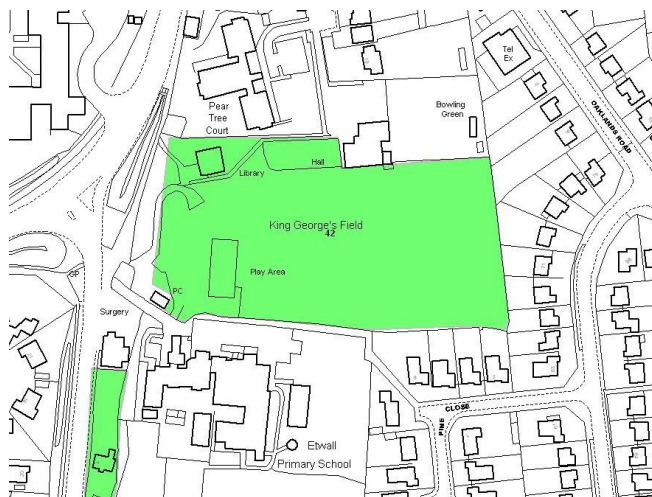 Tel
Ex
Pear
Tree
Court
Bowling
Green
OAKLANDS ROAD
Library
Hall
King George's Field
42
Play Area
GP
PC
Surgery
PINE
CLOSE
Etwall
Primary School